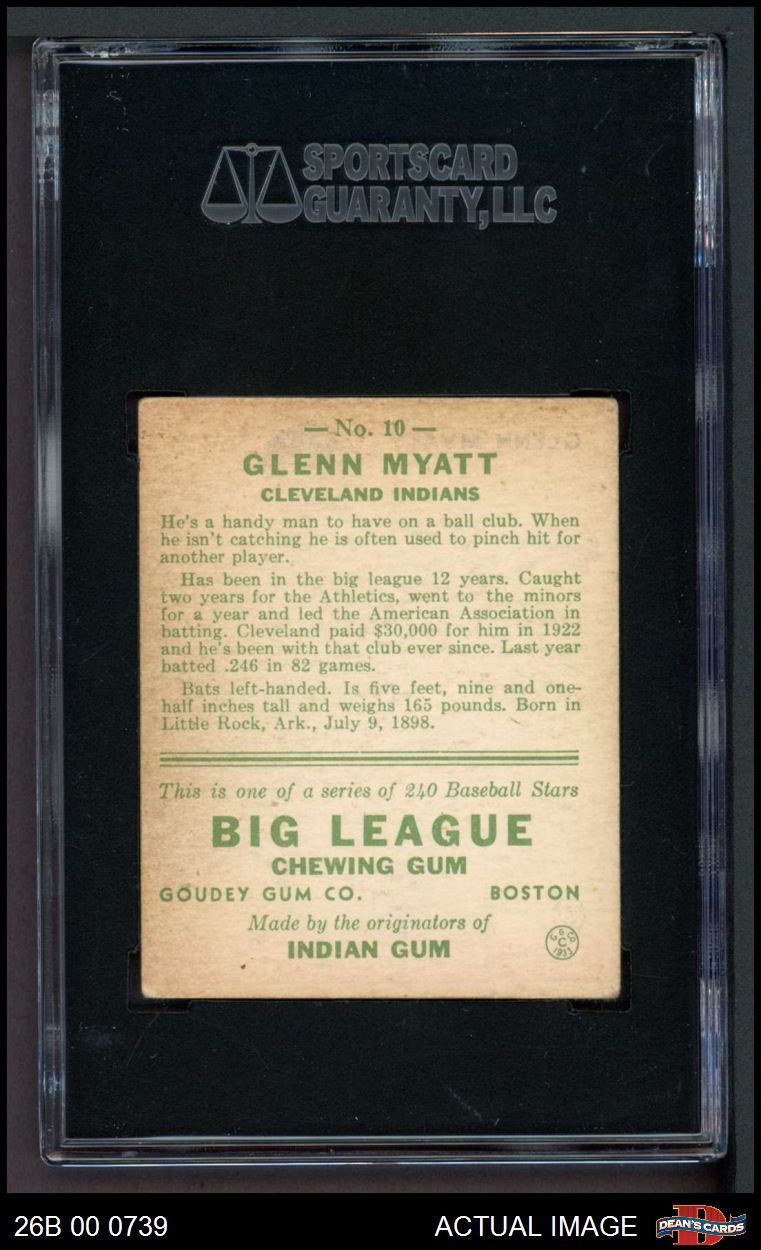 SPORTSCARD
GUARANTY, LLC
— No. 10 —
GLENN MYATT
CLEVELAND INDIANS
He's a handy man to have on a ball club. When
he isn't catching he is often used to pinch hit for
another player.
Has been in the big league 12 years. Caught
two years for the Athletics, went to the minors
for a year and led the American Association in
batting. Cleveland paid $30,000 for him in 1922
and he's been with that club ever since. Last year
batted .246 in 82 games.
Bats left-handed. Is five feet, nine and one-
half inches tall and weighs 165 pounds. Born in
Little Rock, Ark., July 9, 1898.
This is one of a series of 240 Baseball Stars
BIG LEAGUE
CHEWING GUM
GOUDEY GUM CO. BOSTON
Made by the originators of
INDIAN GUM
G. G. CO.
C
1933
26B 00 0739 ACTUAL IMAGE DEAN'S CARDS